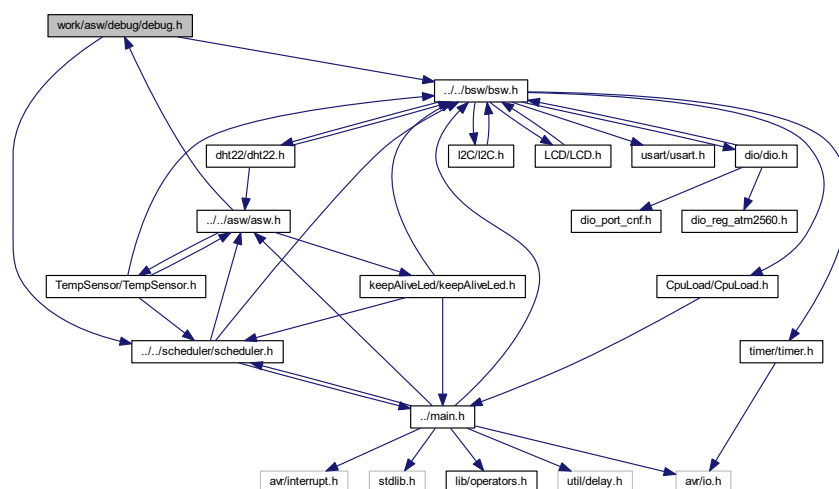 work/asw/debug/debug.h
../../bsw/bsw.h
dht22/dht22.h
I2C/I2C.h
LCD/LCD.h
usart/usart.h
dio/dio.h
../../asw/asw.h
dio_port_cnf.h
dio_reg_atm2560.h
TempSensor/TempSensor.h
keepAliveLed/keepAliveLed.h
CpuLoad/CpuLoad.h
../../scheduler/scheduler.h
timer/timer.h
../main.h
avr/interrupt.h
stdlib.h
lib/operators.h
util/delay.h
avr/io.h